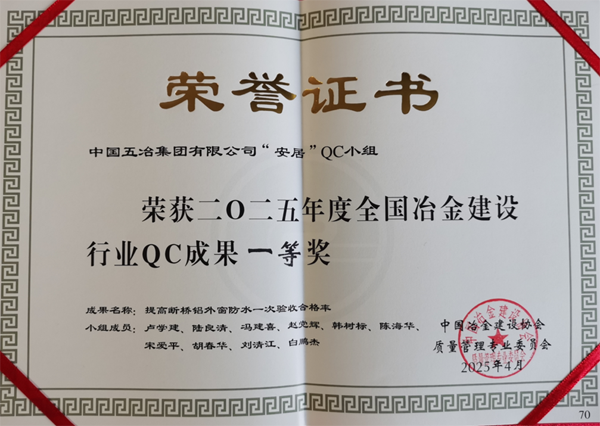 荣誉证书
中国五冶集团有限公司“安居”QC小组
荣获二〇二五年度全国冶金建设
行业QC成果一等奖
成果名称：提高断桥铝外窗防水一次验收合格率
小组成员：卢学建、陆良清、冯建喜、赵党辉、韩树标、陈海华、
宋爱平、胡春华、刘清江、白鹏杰
中国冶金建设协会
质量管理专业委员会
2025年4月
70